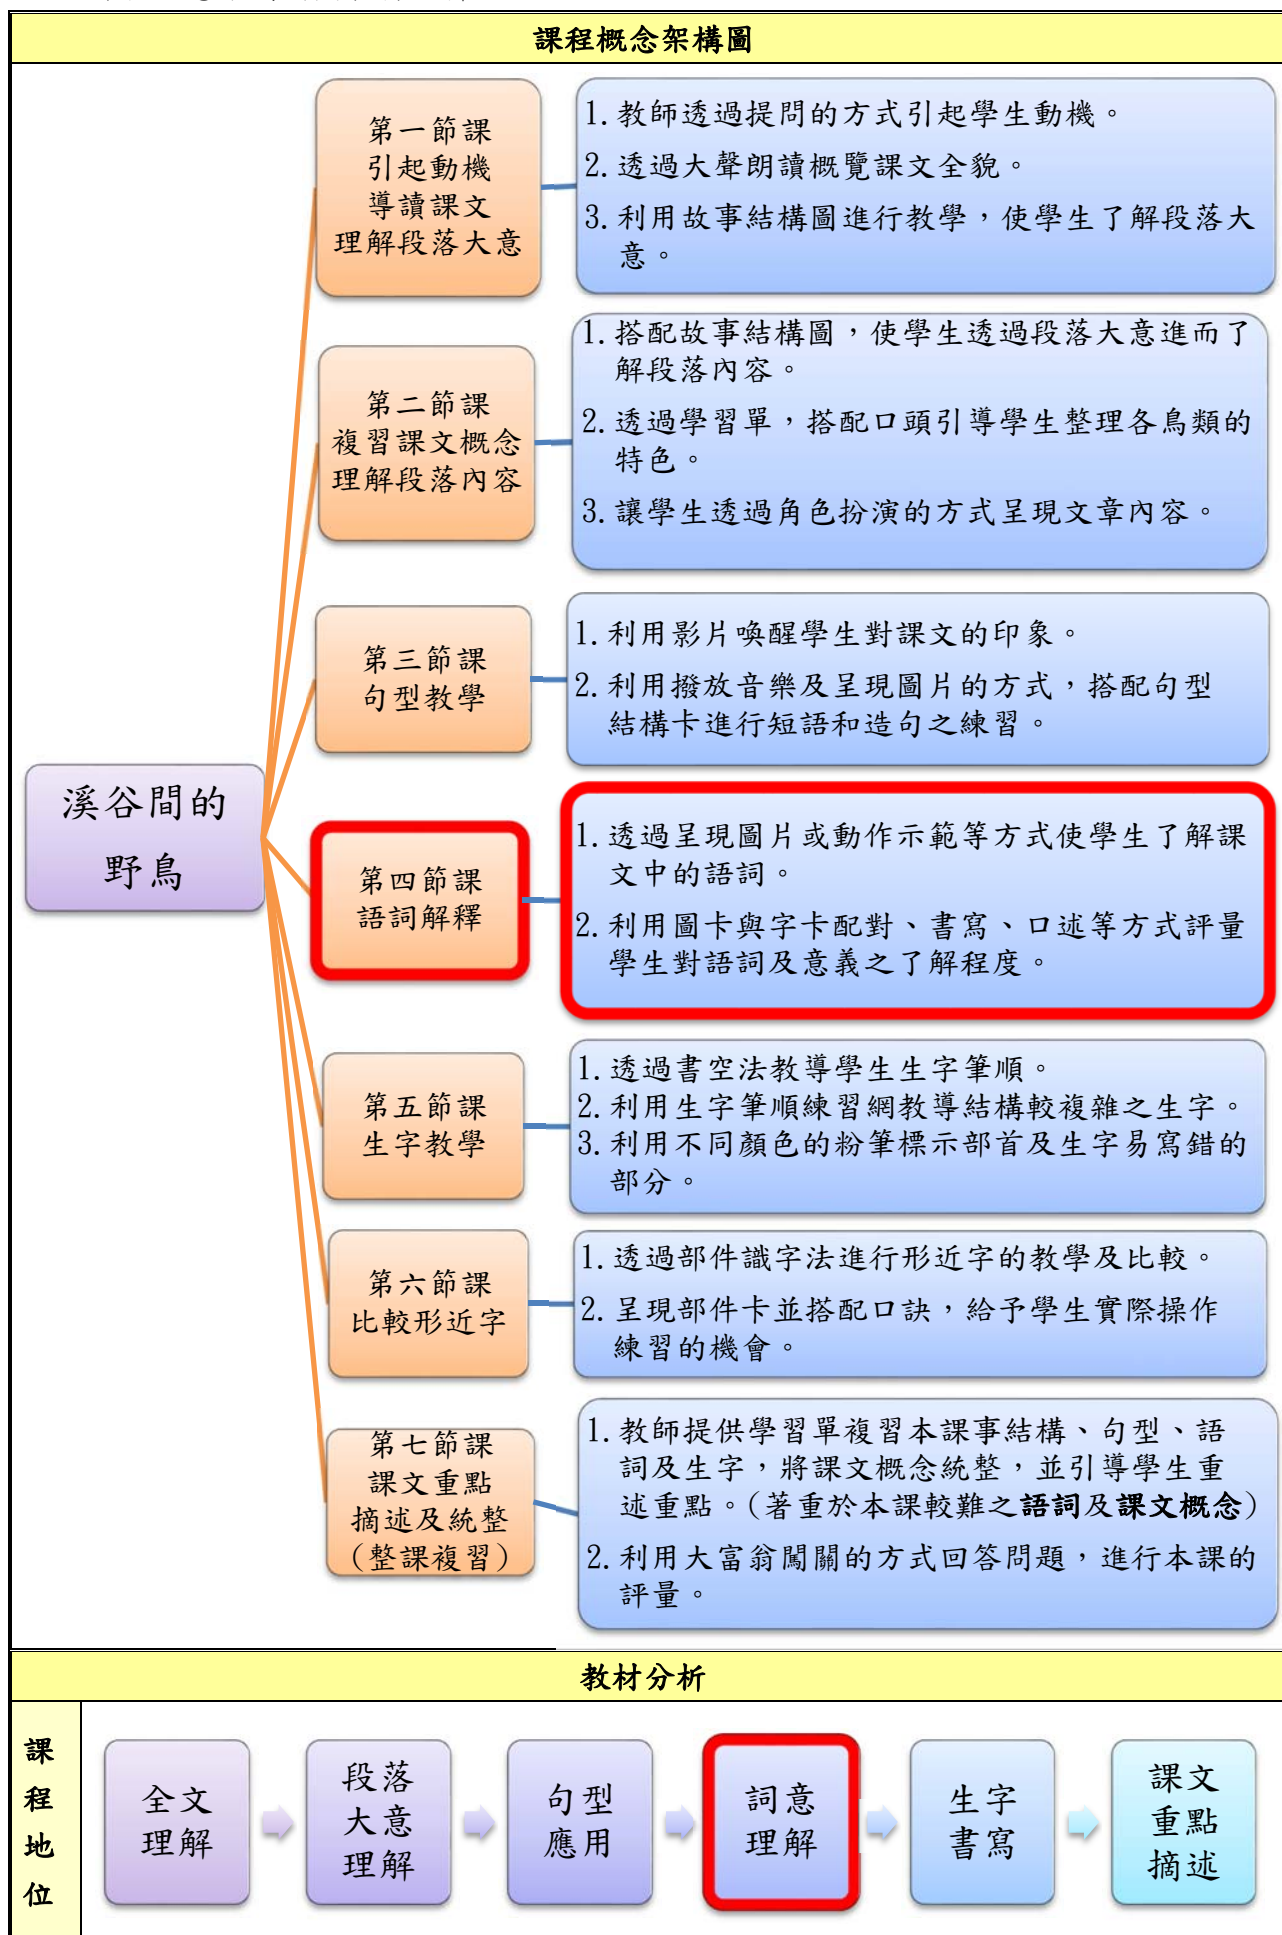 課程概念架構圖
溪谷間的
野鳥
第一節課
引起動機
導讀課文
理解段落大意
1. 教師透過提問的方式引起學生動機。
2. 透過大聲朗讀概覽課文全貌。
3. 利用故事結構圖進行教學，使學生了解段落大
意。
第二節課
複習課文概念
理解段落內容
1. 搭配故事結構圖，使學生透過段落大意進而了
解段落內容。
2. 透過學習單，搭配口頭引導學生整理各鳥類的
特色。
3. 讓學生透過角色扮演的方式呈現文章內容。
第三節課
句型教學
1. 利用影片喚醒學生對課文的印象。
2. 利用撥放音樂及呈現圖片的方式，搭配句型
結構卡進行短語和造句之練習。
第四節課
語詞解釋
1. 透過呈現圖片或動作示範等方式使學生了解課
文中的語詞。
2. 利用圖卡與字卡配對、書寫、口述等方式評量
學生對語詞及意義之了解程度。
第五節課
生字教學
1. 透過書空法教導學生生字筆順。
2. 利用生字筆順練習網教導結構較複雜之生字。
3. 利用不同顏色的粉筆標示部首及生字易寫錯的
部分。
第六節課
比較形近字
1. 透過部件識字法進行形近字的教學及比較。
2. 呈現部件卡並搭配口訣，給予學生實際操作
練習的機會。
第七節課
課文重點
摘述及統整
(整課複習)
1. 教師提供學習單複習本課事結構、句型、語
詞及生字，將課文概念統整，並引導學生重
述重點。(著重於本課較難之語詞及課文概念)
2. 利用大富翁闖關的方式回答問題，進行本課的
評量。
教材分析
課
程
地
位
全文
理解
段落
大意
理解
句型
應用
詞意
理解
生字
書寫
課文
重點
摘述